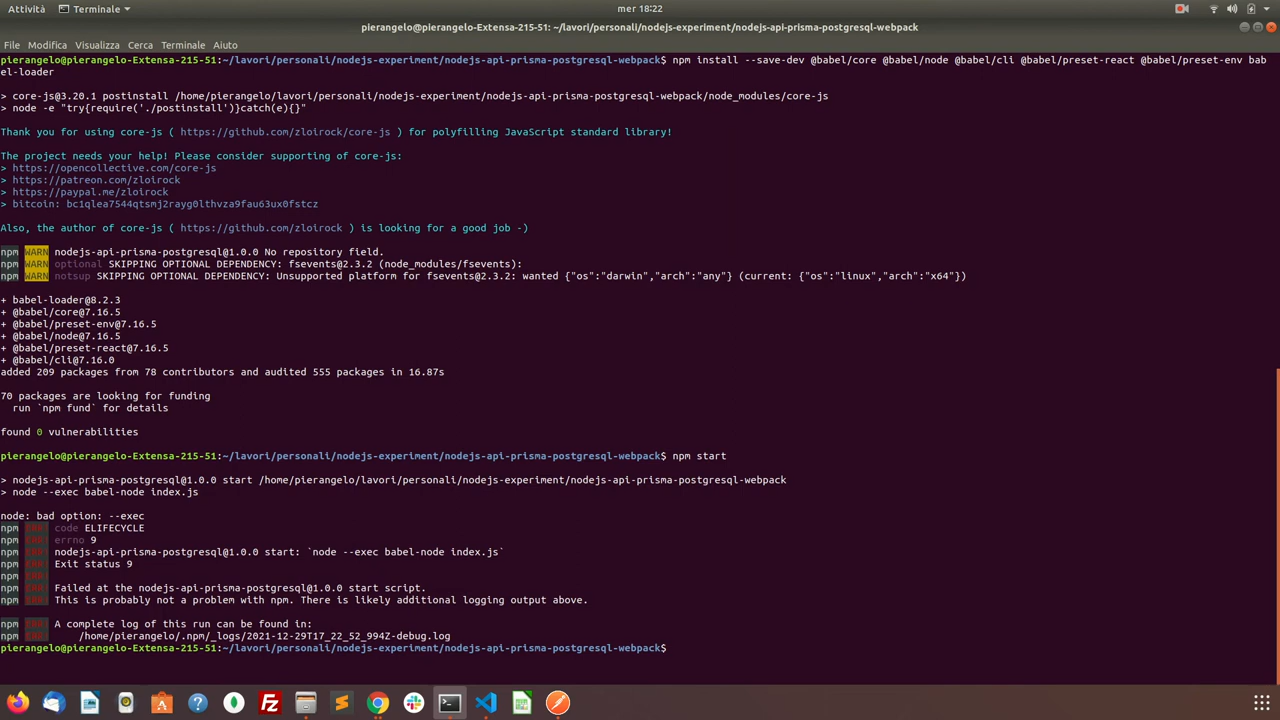 Attività
Terminale
mer 18:22
pierangelo@pierangelo-Extensa-215-51: ~/lavori/personali/nodejs-experiment/nodejs-api-prisma-postgresql-webpack
File Modifica Visualizza Cerca Terminale Aiuto
pierangelo@pierangelo-Extensa-215-51:~/lavori/personali/nodejs-experiment/nodejs-api-prisma-postgresql-webpack$ npm install --save-dev @babel/core @babel/node @babel/cli @babel/preset-react @babel/preset-env bab
el-loader
> core-js@3.20.1 postinstall /home/pierangelo/lavori/personali/nodejs-experiment/nodejs-api-prisma-postgresql-webpack/node_modules/core-js
> node -e "try{require('./postinstall')}catch(e){}"
Thank you for using core-js ( https://github.com/zloirock/core-js ) for polyfilling JavaScript standard library!
The project needs your help! Please consider supporting of core-js:
> https://opencollective.com/core-js
> https://patreon.com/zloirock
> https://paypal.me/zloirock
> bitcoin: bc1qlea7544qtsmj2rayg0lthvza9fau63ux0fstcz
Also, the author of core-js ( https://github.com/zloirock ) is looking for a good job -)
npm WARN nodejs-api-prisma-postgresql@1.0.0 No repository field.
npm WARN optional SKIPPING OPTIONAL DEPENDENCY: fsevents@2.3.2 (node_modules/fsevents):
npm WARN notsup SKIPPING OPTIONAL DEPENDENCY: Unsupported platform for fsevents@2.3.2: wanted {"os":"darwin","arch":"any"} (current: {"os":"linux","arch":"x64"})
+ babel-loader@8.2.3
+ @babel/core@7.16.5
+ @babel/preset-env@7.16.5
+ @babel/node@7.16.5
+ @babel/preset-react@7.16.5
+ @babel/cli@7.16.0
added 209 packages from 78 contributors and audited 555 packages in 16.87s
70 packages are looking for funding
run `npm fund` for details
found 0 vulnerabilities
pierangelo@pierangelo-Extensa-215-51:~/lavori/personali/nodejs-experiment/nodejs-api-prisma-postgresql-webpack$ npm start
> nodejs-api-prisma-postgresql@1.0.0 start /home/pierangelo/lavori/personali/nodejs-experiment/nodejs-api-prisma-postgresql-webpack
> node --exec babel-node index.js
node: bad option: --exec
npm ERR! code ELIFECYCLE
npm ERR! errno 9
npm ERR! nodejs-api-prisma-postgresql@1.0.0 start: `node --exec babel-node index.js`
npm ERR! Exit status 9
npm ERR!
npm ERR! Failed at the nodejs-api-prisma-postgresql@1.0.0 start script.
npm ERR! This is probably not a problem with npm. There is likely additional logging output above.
npm ERR! A complete log of this run can be found in:
npm ERR! /home/pierangelo/.npm/_logs/2021-12-29T17_22_52_994Z-debug.log
pierangelo@pierangelo-Extensa-215-51:~/lavori/personali/nodejs-experiment/nodejs-api-prisma-postgresql-webpack$